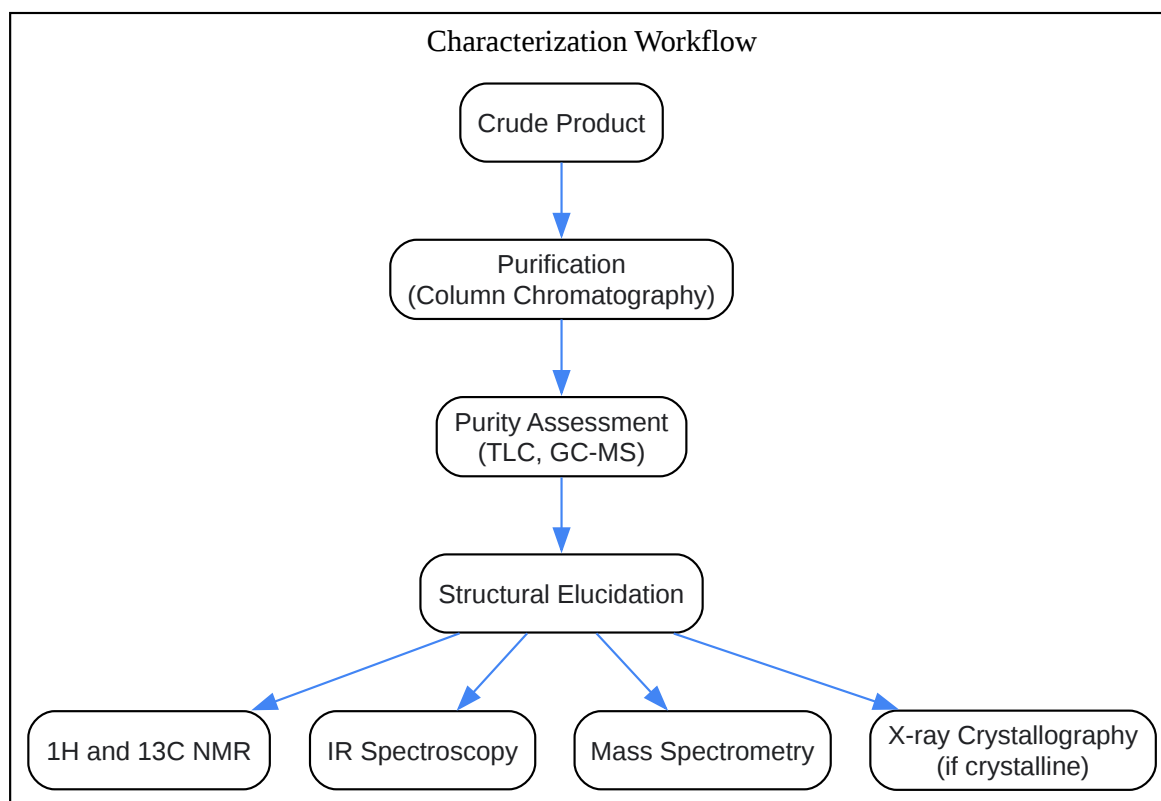 Characterization Workflow
Crude Product
Purification
(Column Chromatography)
Purity Assessment
(TLC, GC-MS)
Structural Elucidation
1H and 13C NMR
IR Spectroscopy
Mass Spectrometry
X-ray Crystallography
(if crystalline)